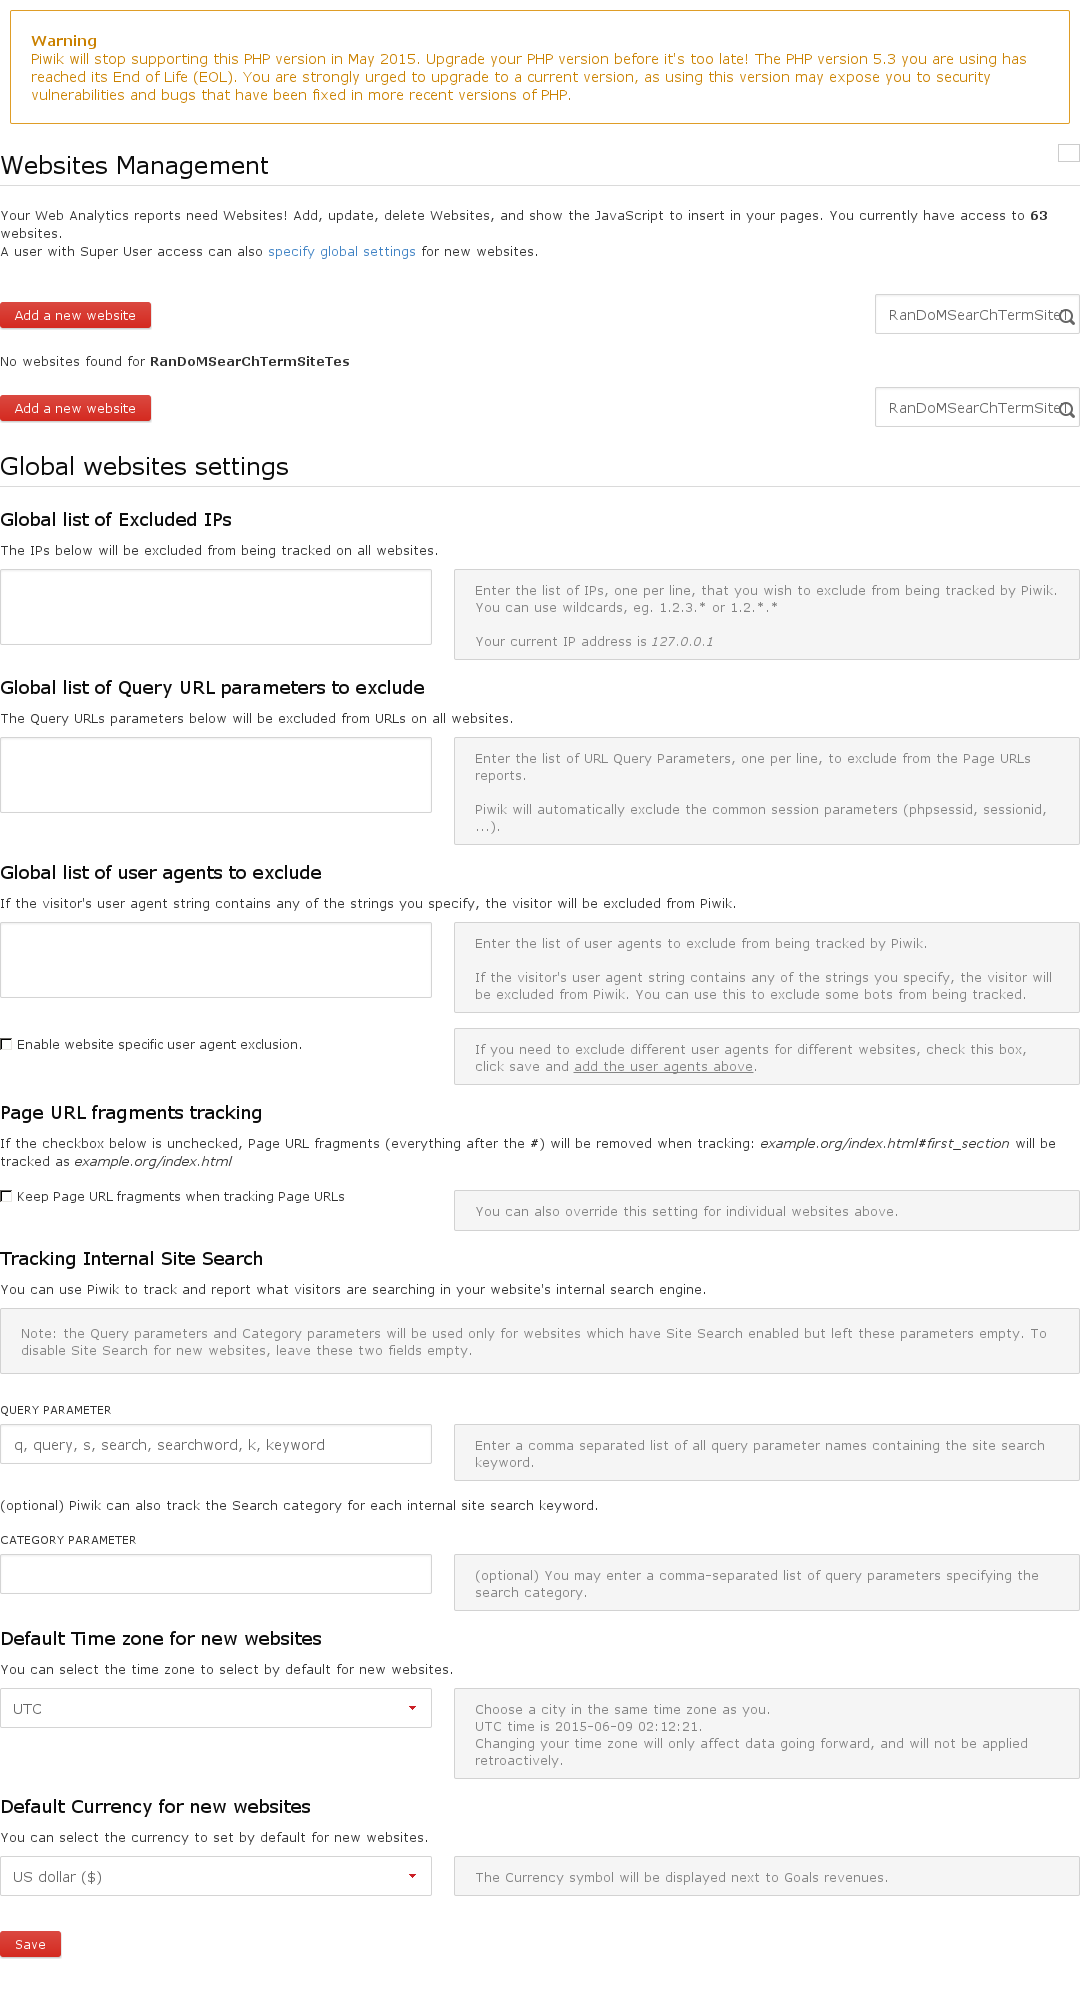 Warning
Piwik will stop supporting this PHP version in May 2015. Upgrade your PHP version before it's too late! The PHP version 5.3 you are using has
reached its End of Life (EOL). You are strongly urged to upgrade to a current version, as using this version may expose you to security
vulnerabilities and bugs that have been fixed in more recent versions of PHP.
Websites Management
Your Web Analytics reports need Websites! Add, update, delete Websites, and show the JavaScript to insert in your pages. You currently have access to 63
websites.
A user with Super User access can also specify global settings for new websites.
Add a new website
RanDoMSearChTermSiteT
No websites found for RanDoMSearChTermSiteTes
Add a new website
RanDoMSearChTermSiteT
Global websites settings
Global list of Excluded IPs
The IPs below will be excluded from being tracked on all websites.
Enter the list of IPs, one per line, that you wish to exclude from being tracked by Piwik.
You can use wildcards, eg. 1.2.3.* or 1.2.*.*
Your current IP address is 127.0.0.1
Global list of Query URL parameters to exclude
The Query URLs parameters below will be excluded from URLs on all websites.
Enter the list of URL Query Parameters, one per line, to exclude from the Page URLs
reports.
Piwik will automatically exclude the common session parameters (phpsessid, sessionid,
...).
Global list of user agents to exclude
If the visitor's user agent string contains any of the strings you specify, the visitor will be excluded from Piwik.
Enter the list of user agents to exclude from being tracked by Piwik.
If the visitor's user agent string contains any of the strings you specify, the visitor will
be excluded from Piwik. You can use this to exclude some bots from being tracked.
Enable website specific user agent exclusion.
If you need to exclude different user agents for different websites, check this box,
click save and add the user agents above.
Page URL fragments tracking
If the checkbox below is unchecked, Page URL fragments (everything after the #) will be removed when tracking: example.org/index.html#first_section will be
tracked as example.org/index.html
Keep Page URL fragments when tracking Page URLs
You can also override this setting for individual websites above.
Tracking Internal Site Search
You can use Piwik to track and report what visitors are searching in your website's internal search engine.
Note: the Query parameters and Category parameters will be used only for websites which have Site Search enabled but left these parameters empty. To
disable Site Search for new websites, leave these two fields empty.
QUERY PARAMETER
q, query, s, search, searchword, k, keyword
Enter a comma separated list of all query parameter names containing the site search
keyword.
(optional) Piwik can also track the Search category for each internal site search keyword.
CATEGORY PARAMETER
(optional) You may enter a comma-separated list of query parameters specifying the
search category.
Default Time zone for new websites
You can select the time zone to select by default for new websites.
UTC
Choose a city in the same time zone as you.
UTC time is 2015-06-09 02:12:21.
Changing your time zone will only affect data going forward, and will not be applied
retroactively.
Default Currency for new websites
You can select the currency to set by default for new websites.
US dollar ($)
The Currency symbol will be displayed next to Goals revenues.
Save